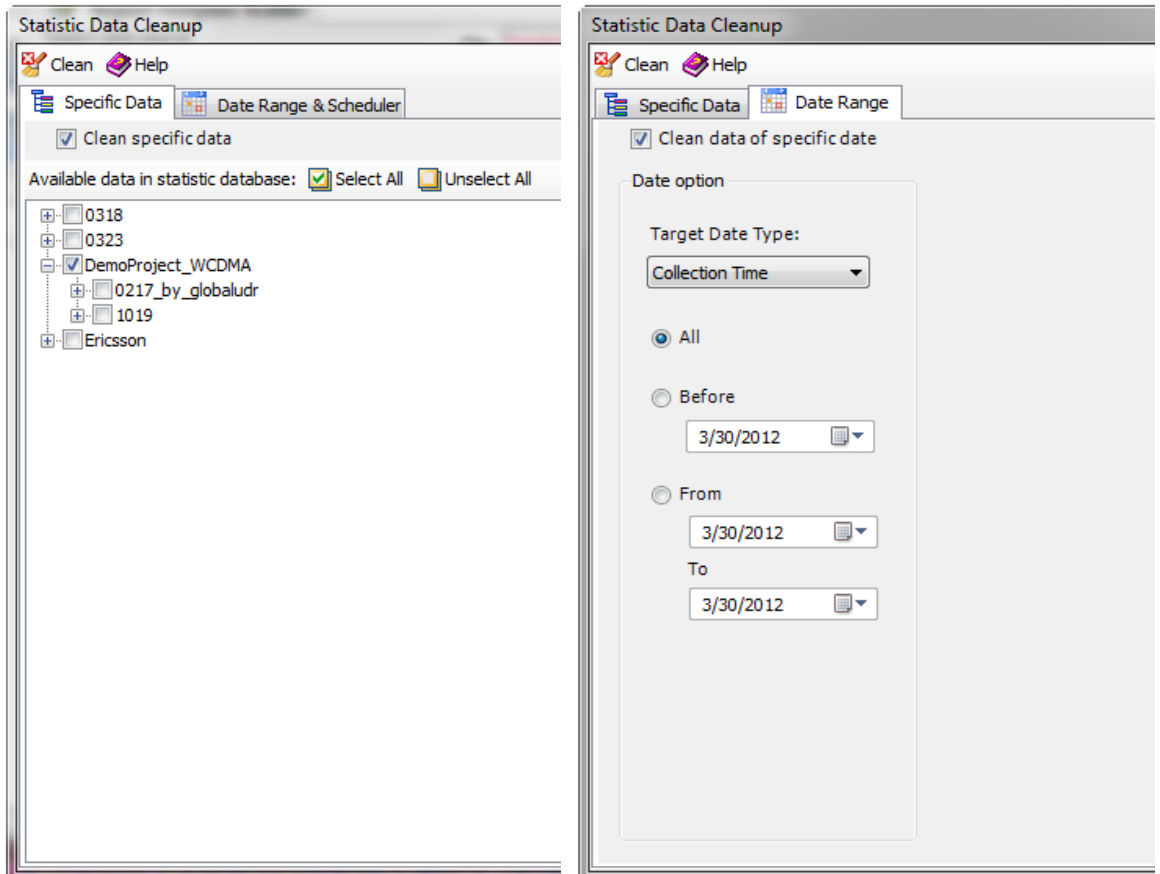 Statistic Data Cleanup
Clean Help
Specific Data Date Range & Scheduler
Clean specific data
Available data in statistic database: Select All Unselect All
0318
0323
DemoProject_WCDMA
0217_by_globaludr
1019
Ericsson
Statistic Data Cleanup
Clean Help
Specific Data Date Range
Clean data of specific date
Date option
Target Date Type:
Collection Time
All
Before
3/30/2012
From
3/30/2012
To
3/30/2012